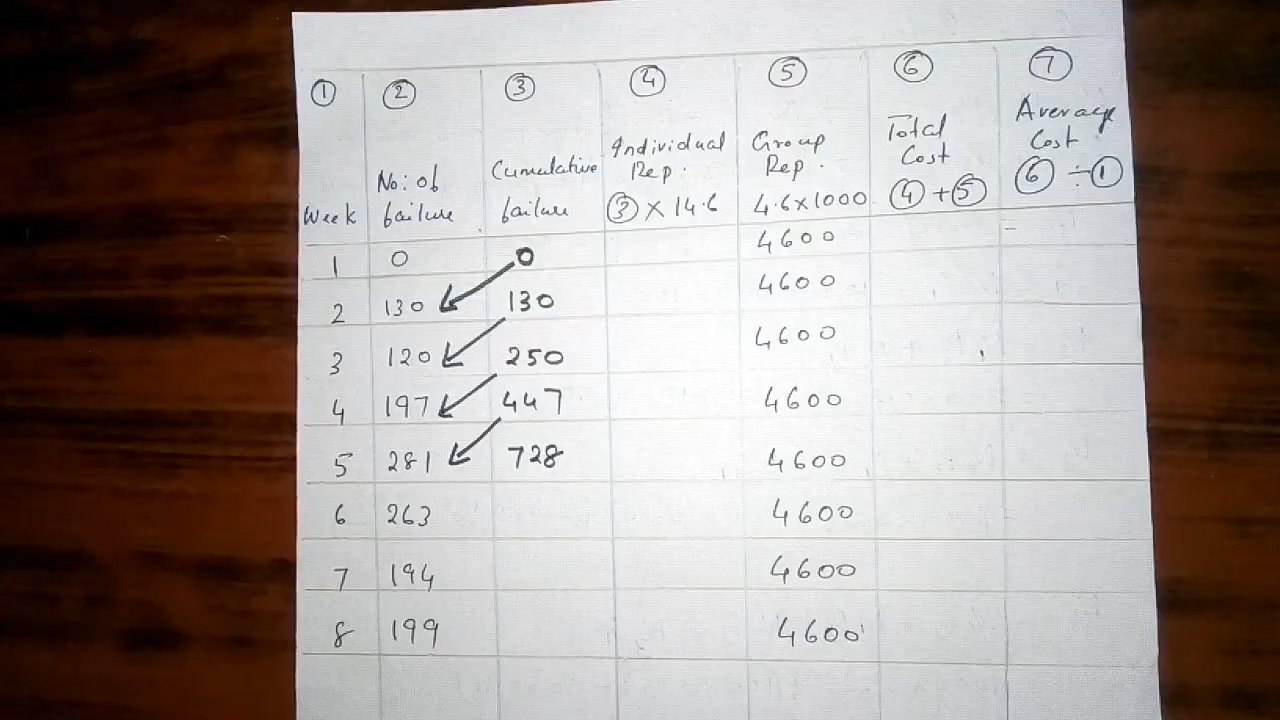 ① ② ③ ④ ⑤ ⑥ ⑦
Week
No: of
failure
Cumulative
failure
Individual
Rep.
③ × 14.6
Group
Rep.
4.6×1000
Total
Cost
④ + ⑤
Average
Cost
⑥ ÷ ①
1 0 0 4600
2 130 130 4600
3 120 250 4600
4 197 447 4600
5 281 728 4600
6 263 4600
7 194 4600
8 199 4600